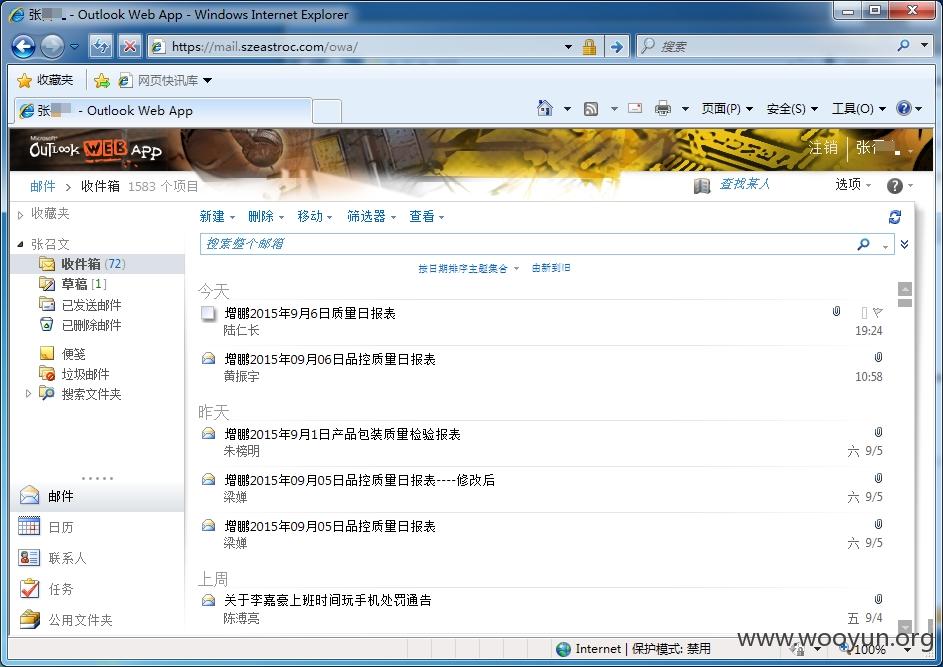 张 - Outlook Web App - Windows Internet Explorer
https://mail.szeastroc.com/owa/
搜索
收藏夹
网页快讯库
张 - Outlook Web App
页面(P)
安全(S)
工具(O)
Microsoft
Outlook WEB App
注销
张
邮件 > 收件箱 1583 个项目
查找某人
选项
收藏夹
张召文
收件箱 (72)
草稿 [1]
已发送邮件
已删除邮件
便笺
垃圾邮件
搜索文件夹
邮件
日历
联系人
任务
公用文件夹
新建 删除 移动 筛选器 查看
搜索整个邮箱
按日期排序主题集合 由新到旧
今天
增鹏2015年9月6日质量日报表
陆仁长 19:24
增鹏2015年09月06日品控质量日报表
黄振宇 10:58
昨天
增鹏2015年9月1日产品包装质量检验报表
朱榜明 六 9/5
增鹏2015年09月05日品控质量日报表----修改后
梁婵 六 9/5
增鹏2015年09月05日品控质量日报表
梁婵 六 9/5
上周
关于李嘉豪上班时间玩手机处罚通告
五 9/4
Internet | 保护模式: 禁用
100%
www.wooyun.org